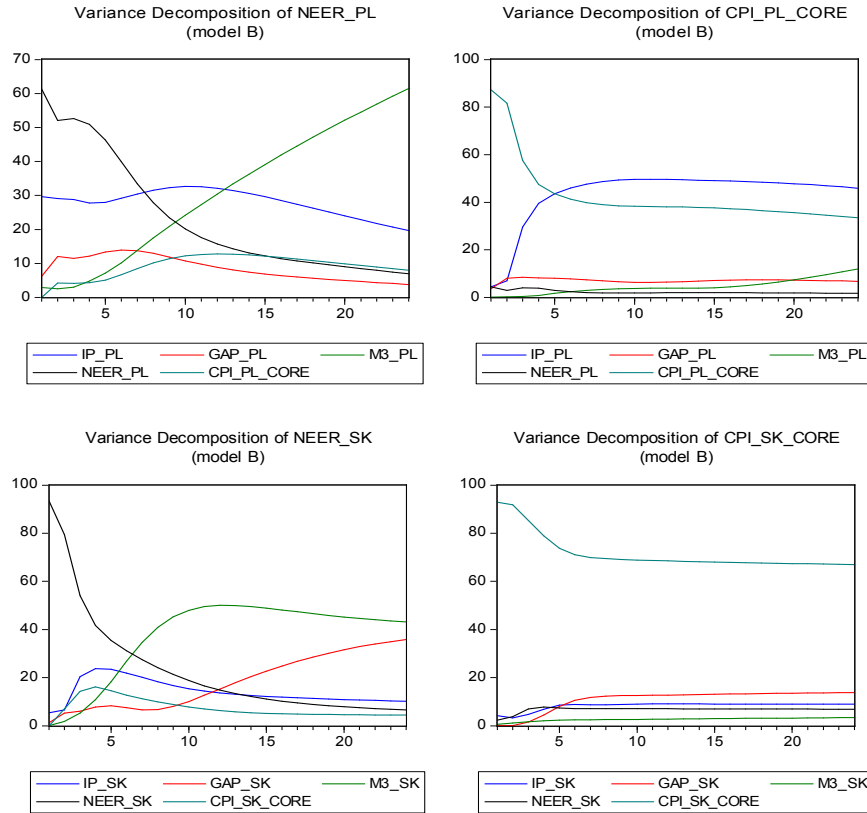 Variance Decomposition of NEER_PL
(model B)
70
60
50
40
30
20
10
0
5 10 15 20
IP_PL GAP_PL M3_PL
NEER_PL CPI_PL_CORE
Variance Decomposition of CPI_PL_CORE
(model B)
100
80
60
40
20
0
5 10 15 20
IP_PL GAP_PL M3_PL
NEER_PL CPI_PL_CORE
Variance Decomposition of NEER_SK
(model B)
100
80
60
40
20
0
5 10 15 20
IP_SK GAP_SK M3_SK
NEER_SK CPI_SK_CORE
Variance Decomposition of CPI_SK_CORE
(model B)
100
80
60
40
20
0
5 10 15 20
IP_SK GAP_SK M3_SK
NEER_SK CPI_SK_CORE